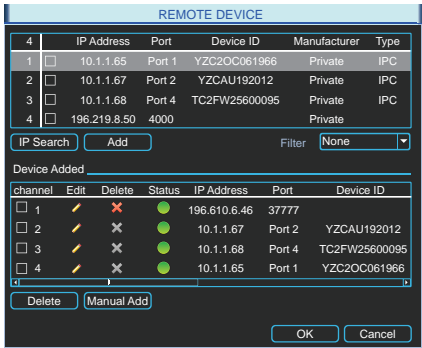 REMOTE DEVICE
4 IP Address Port Device ID Manufacturer Type
1 10.1.1.65 Port 1 YZC2OC061966 Private IPC
2 10.1.1.67 Port 2 YZCAU192012 Private IPC
3 10.1.1.68 Port 4 TC2FW25600095 Private IPC
4 196.219.8.50 4000 Private
IP Search Add Filter None
Device Added
channel Edit Delete Status IP Address Port Device ID
1 196.610.6.46 37777
2 10.1.1.67 Port 2 YZCAU192012
3 10.1.1.68 Port 4 TC2FW25600095
4 10.1.1.65 Port 1 YZC2OC061966
Delete Manual Add
OK Cancel